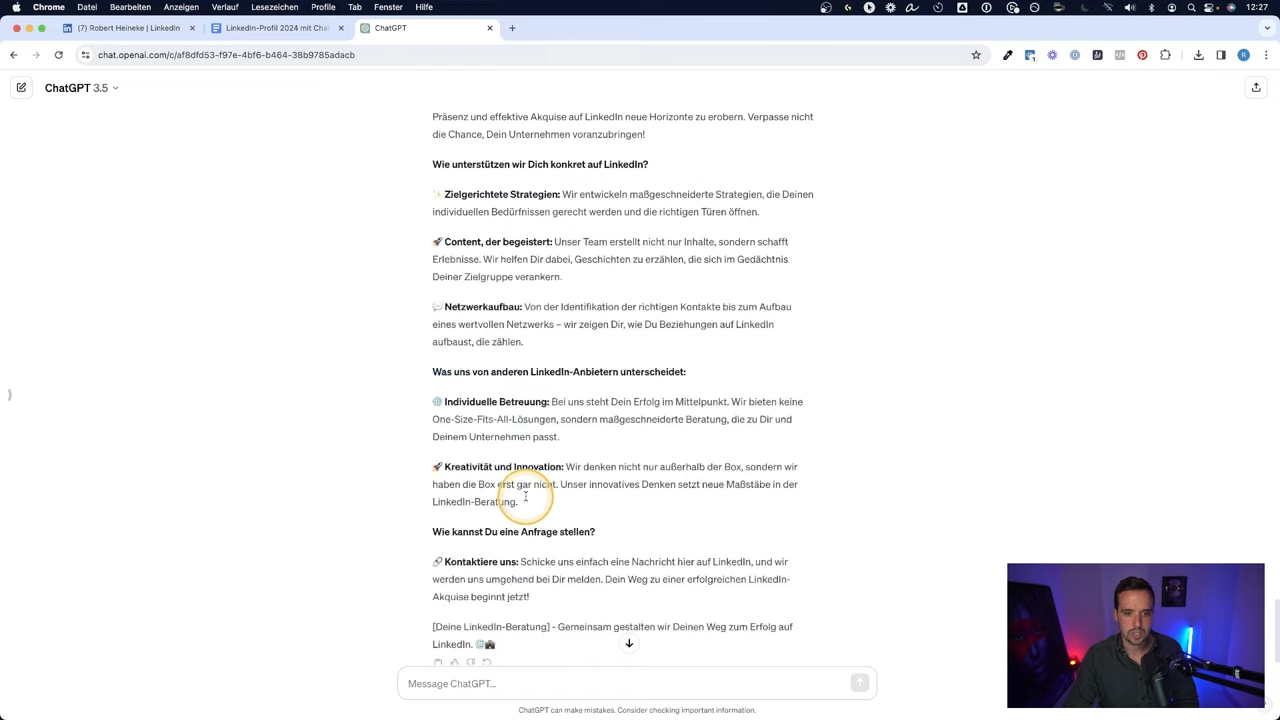 Chrome Ablage Bearbeiten Darstellung Verlauf Lesezeichen Profile Tab Fenster Hilfe 12:22
(7) Robert Heineke | LinkedIn
LinkedIn-Profil 2024 mit Cha
ChatGPT
chat.openai.com/c/af8dfd53-f97e-4bf6-b464-38b9785adacb
ChatGPT 3.5
Präsenz und effektive Akquise auf LinkedIn neue Horizonte zu erobern. Verpasse nicht
die Chance, Dein Unternehmen voranzubringen!
Wie unterstützen wir Dich konkret auf LinkedIn?
✨ Zielgerichtete Strategien: Wir entwickeln maßgeschneiderte Strategien, die Deinen
individuellen Bedürfnissen gerecht werden und die richtigen Türen öffnen.
🚀 Content, der begeistert: Unser Team erstellt nicht nur Inhalte, sondern schafft
Erlebnisse. Wir helfen Dir dabei, Geschichten zu erzählen, die sich im Gedächtnis
Deiner Zielgruppe verankern.
💬 Netzwerkaufbau: Von der Identifikation der richtigen Kontakte bis zum Aufbau
eines wertvollen Netzwerks – wir zeigen Dir, wie Du Beziehungen auf LinkedIn
aufbaust, die zählen.
Was uns von anderen LinkedIn-Anbietern unterscheidet:
🌐 Individuelle Betreuung: Bei uns steht Dein Erfolg im Mittelpunkt. Wir bieten keine
One-Size-Fits-All-Lösungen, sondern maßgeschneiderte Beratung, die zu Dir und
Deinem Unternehmen passt.
🚀 Kreativität und Innovation: Wir denken nicht nur außerhalb der Box, sondern wir
haben die Box erst gar nicht. Unser innovatives Denken setzt neue Maßstäbe in der
LinkedIn-Beratung.
Wie kannst Du eine Anfrage stellen?
🔗 Kontaktiere uns: Schicke uns einfach eine Nachricht hier auf LinkedIn, und wir
werden uns umgehend bei Dir melden. Dein Weg zu einer erfolgreichen LinkedIn-
Akquise beginnt jetzt!
[Deine LinkedIn-Beratung] - Gemeinsam gestalten wir Deinen Weg zum Erfolg auf
LinkedIn. 🌐💼
Message ChatGPT...
ChatGPT can make mistakes. Consider checking important information.